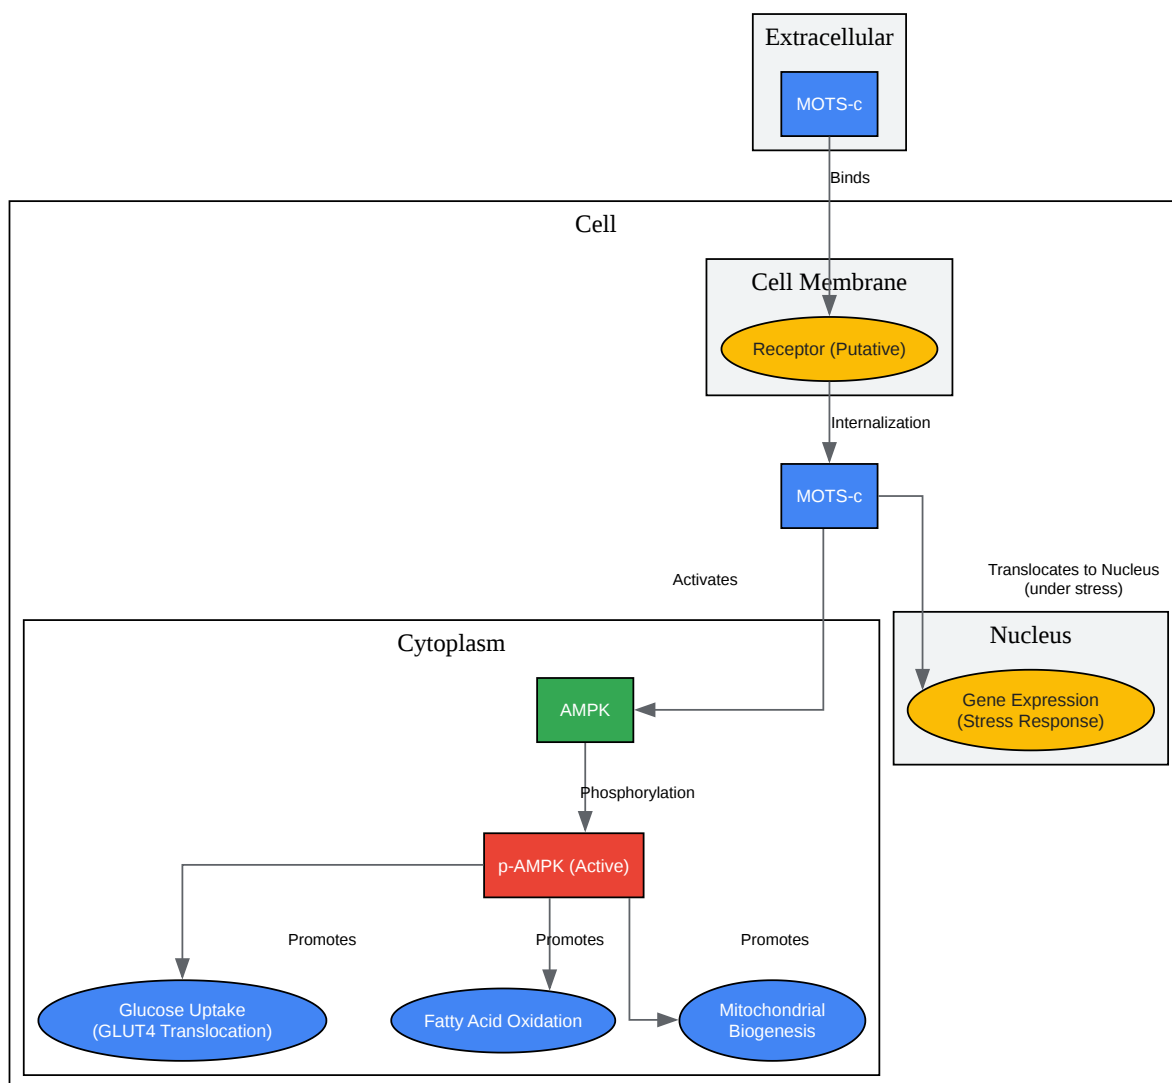 Extracellular
MOTS-c
Binds
Cell
Cell Membrane
Receptor (Putative)
Internalization
MOTS-c
Activates
Translocates to Nucleus
(under stress)
Cytoplasm
Nucleus
AMPK
Gene Expression
(Stress Response)
Phosphorylation
p-AMPK (Active)
Promotes
Promotes
Promotes
Glucose Uptake
(GLUT4 Translocation)
Fatty Acid Oxidation
Mitochondrial
Biogenesis